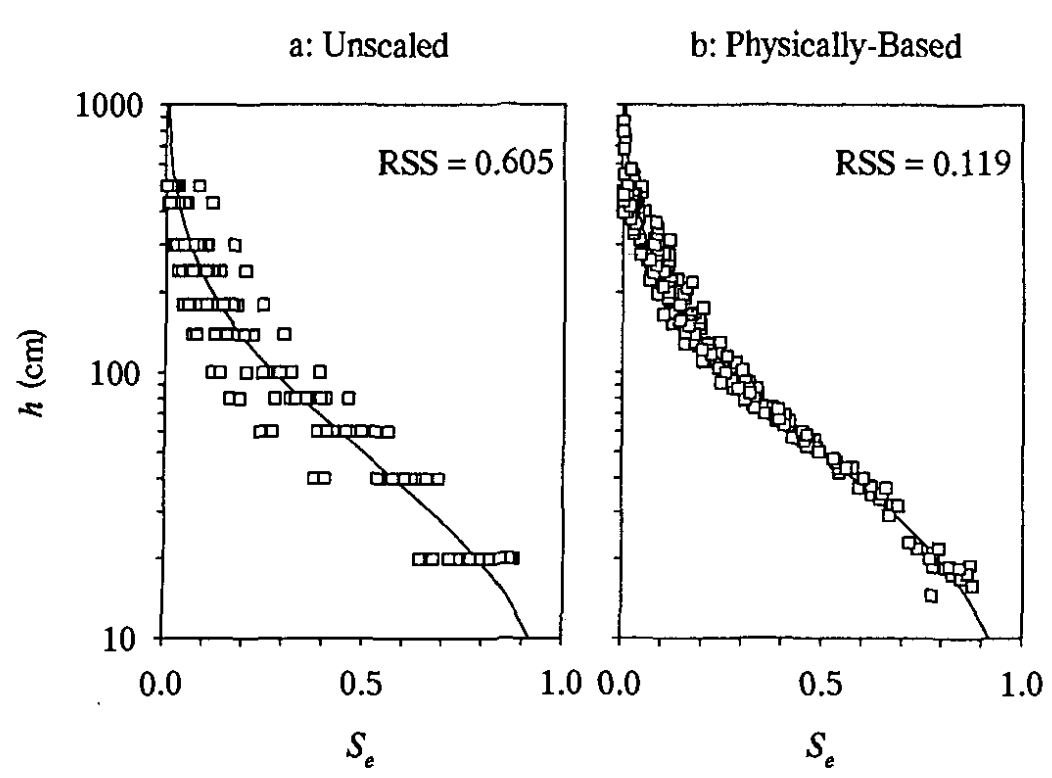 a: Unscaled
b: Physically-Based
1000
100
10
h (cm)
RSS = 0.605
RSS = 0.119
0.0 0.5 1.0
0.0 0.5 1.0
Se
Se